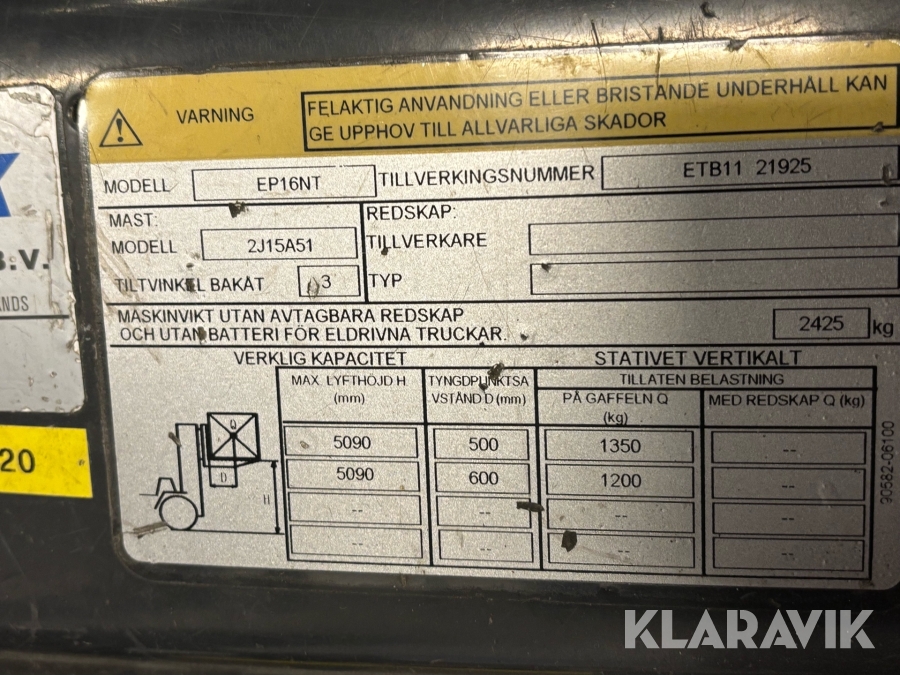 VARNING
FELAKTIG ANVANDNING ELLER BRISTANDE UNDERHÅLL KAN
GE UPPHOV TILL ALLVARLIGA SKADOR
MODELL EP16NT TILLVERKINGSNUMMER ETB11 21925
MAST: REDSKAP:
MODELL 2J15A51 TILLVERKARE
TILTVINKEL BAKÅT 3 TYP
MASKINVIKT UTAN AVTAGBARA REDSKAP
OCH UTAN BATTERI FÖR ELDRIVNA TRUCKAR. 2425 kg
VERKLIG KAPACITET STATIVET VERTIKALT
MAX. LYFTHÖJD H (mm)
TYNGDPUNKTSA VSTÅND D (mm)
TILLATEN BELASTNING
PÅ GAFFELN Q (kg)
MED REDSKAP Q (kg)
5090 500 1350 --
5090 600 1200 --
-- -- -- --
-- -- -- --
Q
D
H
90582-06100
B.V.
ANDS
20
KLARAVIK